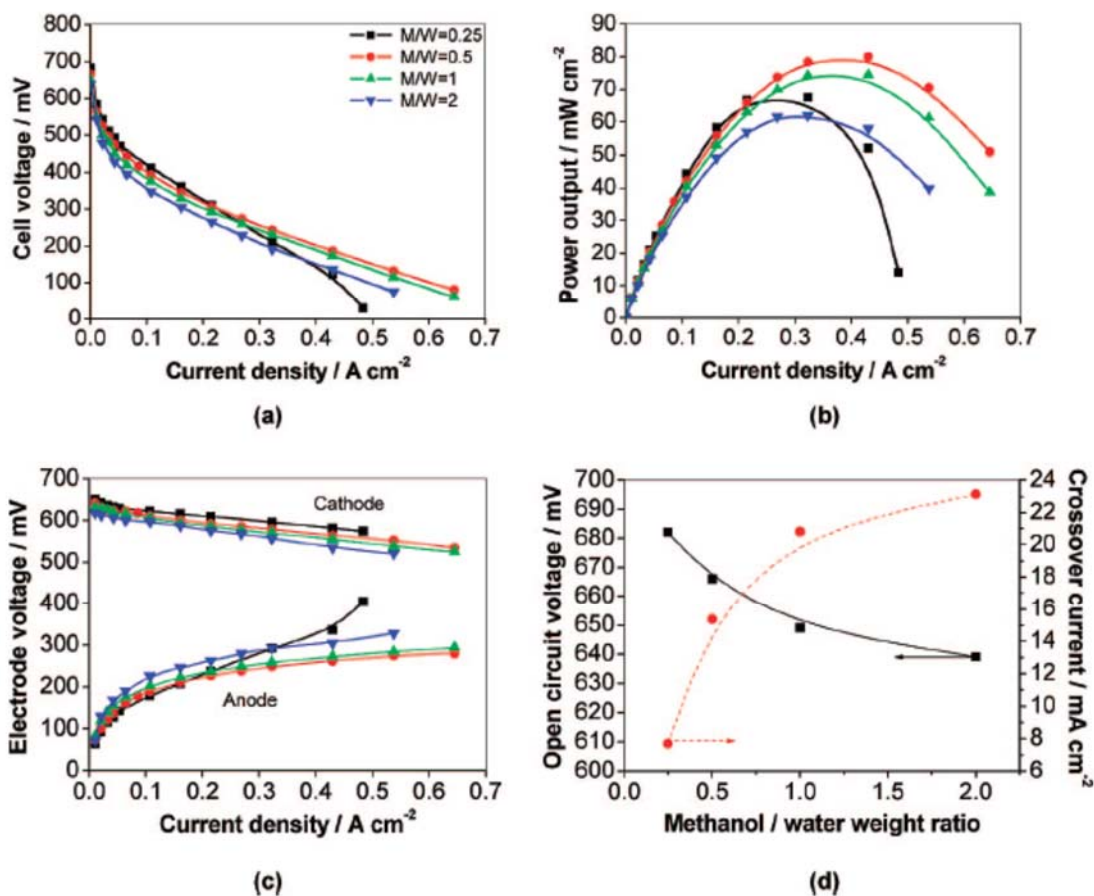 800
700
600
500
400
300
200
100
0
Cell voltage / mV
M/W=0.25
M/W=0.5
M/W=1
M/W=2
0.0 0.1 0.2 0.3 0.4 0.5 0.6 0.7
Current density / A cm⁻²
(a)
90
80
70
60
50
40
30
20
10
0
Power output / mW cm⁻²
0.0 0.1 0.2 0.3 0.4 0.5 0.6 0.7
Current density / A cm⁻²
(b)
700
600
500
400
300
200
100
0
Electrode voltage / mV
Cathode
Anode
0.0 0.1 0.2 0.3 0.4 0.5 0.6 0.7
Current density / A cm⁻²
(c)
700
690
680
670
660
650
640
630
620
610
600
Open circuit voltage / mV
24
22
20
18
16
14
12
10
8
6
Crossover current / mA cm⁻²
0.0 0.5 1.0 1.5 2.0
Methanol / water weight ratio
(d)